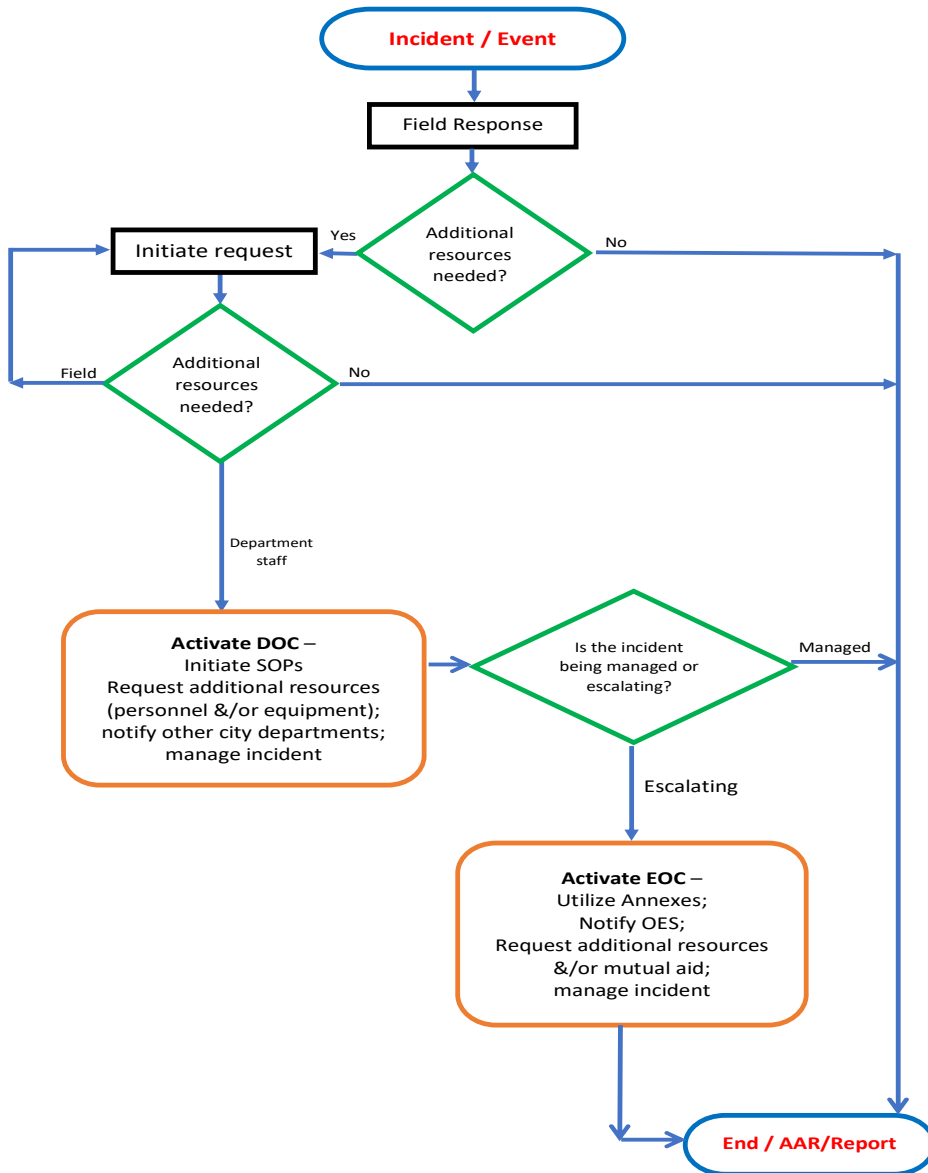 Incident / Event
Field Response
Additional
resources
needed?
Yes
No
Initiate request
Additional
resources
needed?
Field
No
Department
staff
Activate DOC –
Initiate SOPs
Request additional resources
(personnel &/or equipment);
notify other city departments;
manage incident
Is the incident
being managed or
escalating?
Managed
Escalating
Activate EOC –
Utilize Annexes;
Notify OES;
Request additional resources
&/or mutual aid;
manage incident
End / AAR/Report